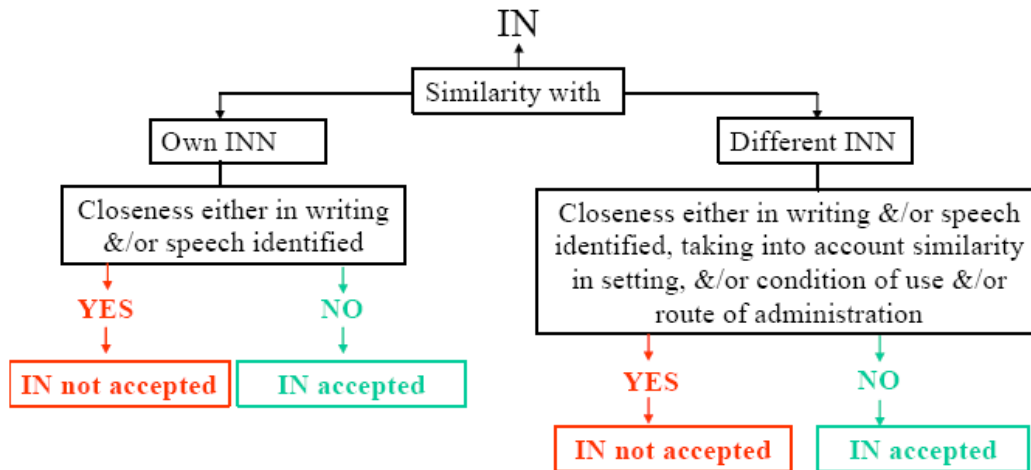 IN
Similarity with
Own INN
Different INN
Closeness either in writing
&/or speech identified
Closeness either in writing &/or speech
identified, taking into account similarity
in setting, &/or condition of use &/or
route of administration
YES
NO
IN not accepted
IN accepted
YES
NO
IN not accepted
IN accepted